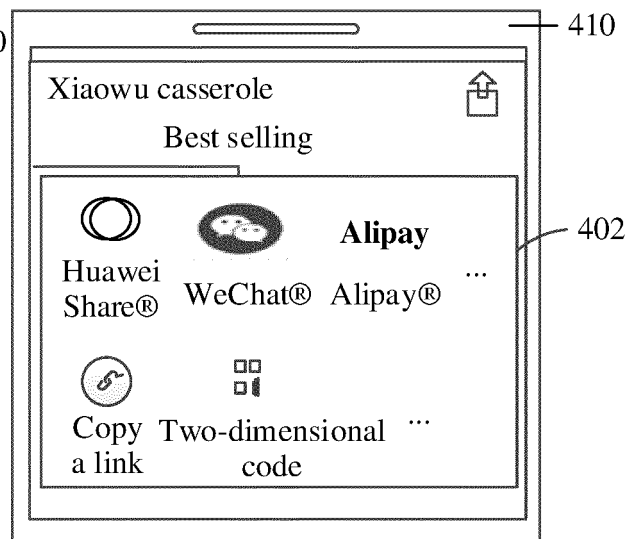 410
Xiaowu casserole
Best selling
402
Alipay
...
Huawei
Share®
WeChat®
Alipay®
Copy
a link
Two-dimensional
code
...